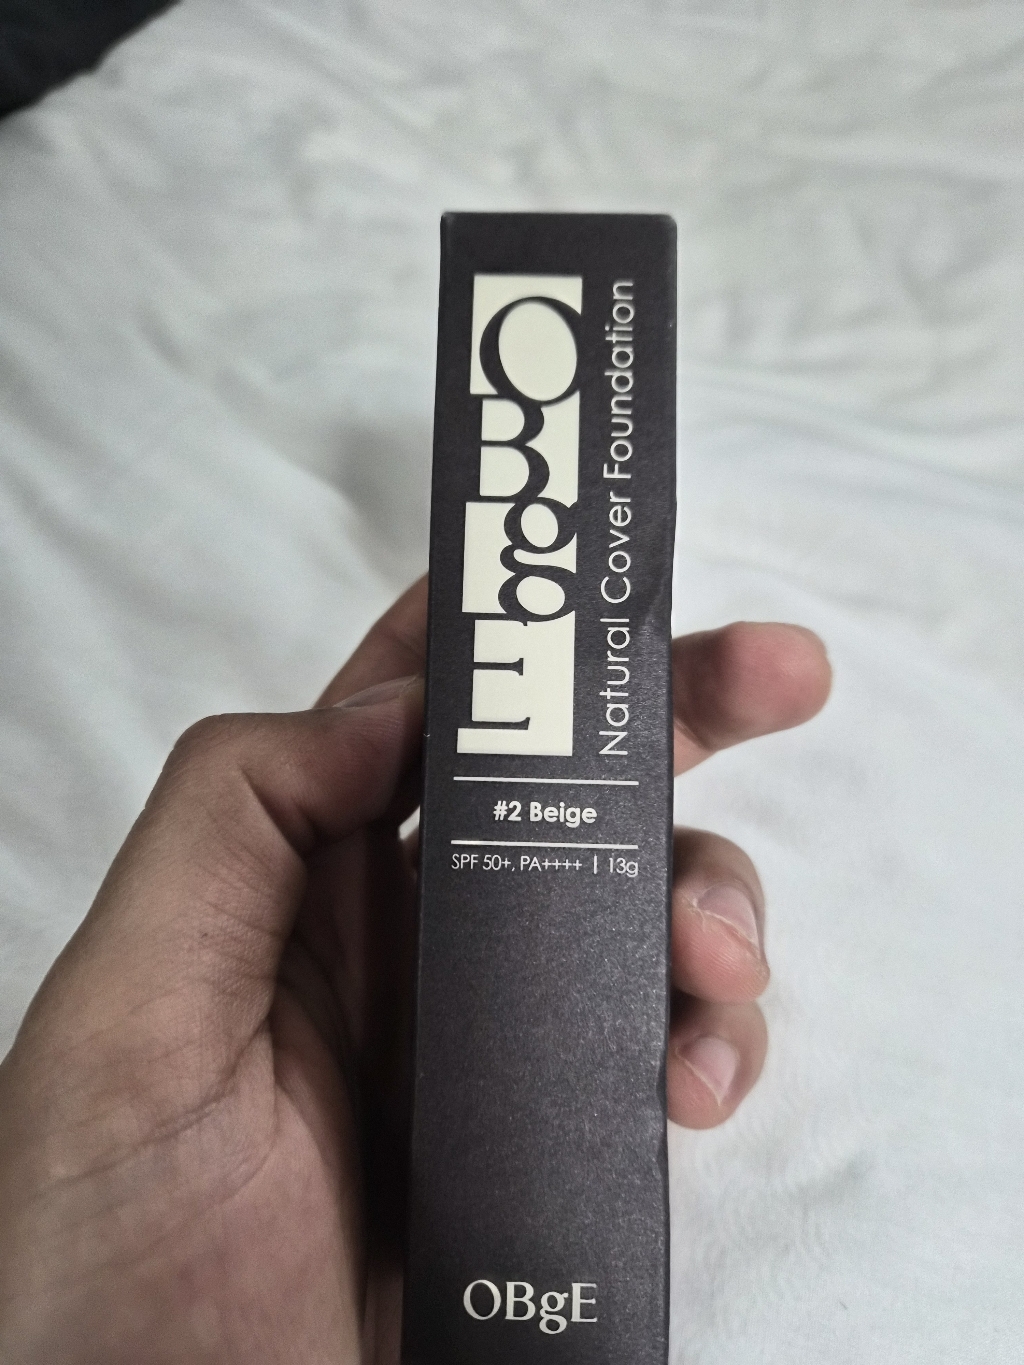 OBgE
Natural Cover Foundation
#2 Beige
SPF 50+, PA++++ | 13g
OBgE